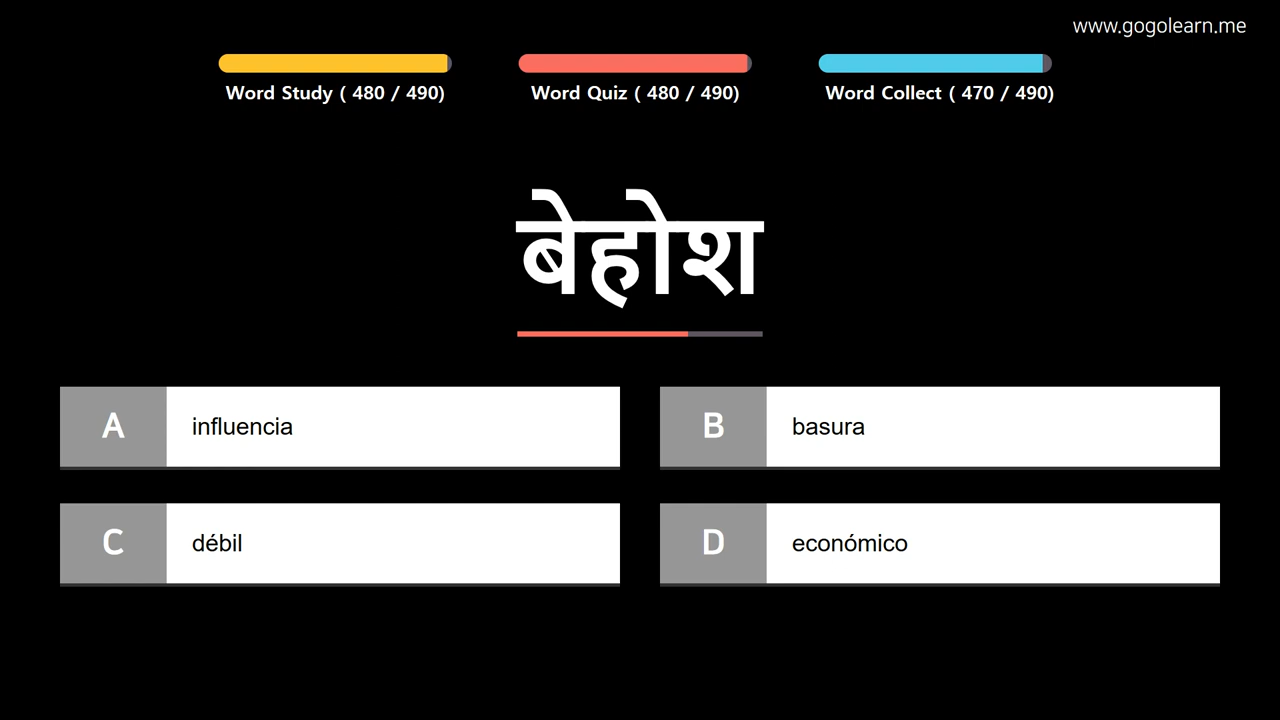 www.gogolearn.me
Word Study ( 480 / 490)
Word Quiz ( 480 / 490)
Word Collect ( 470 / 490)
बेहोश
A influencia
B basura
C débil
D económico